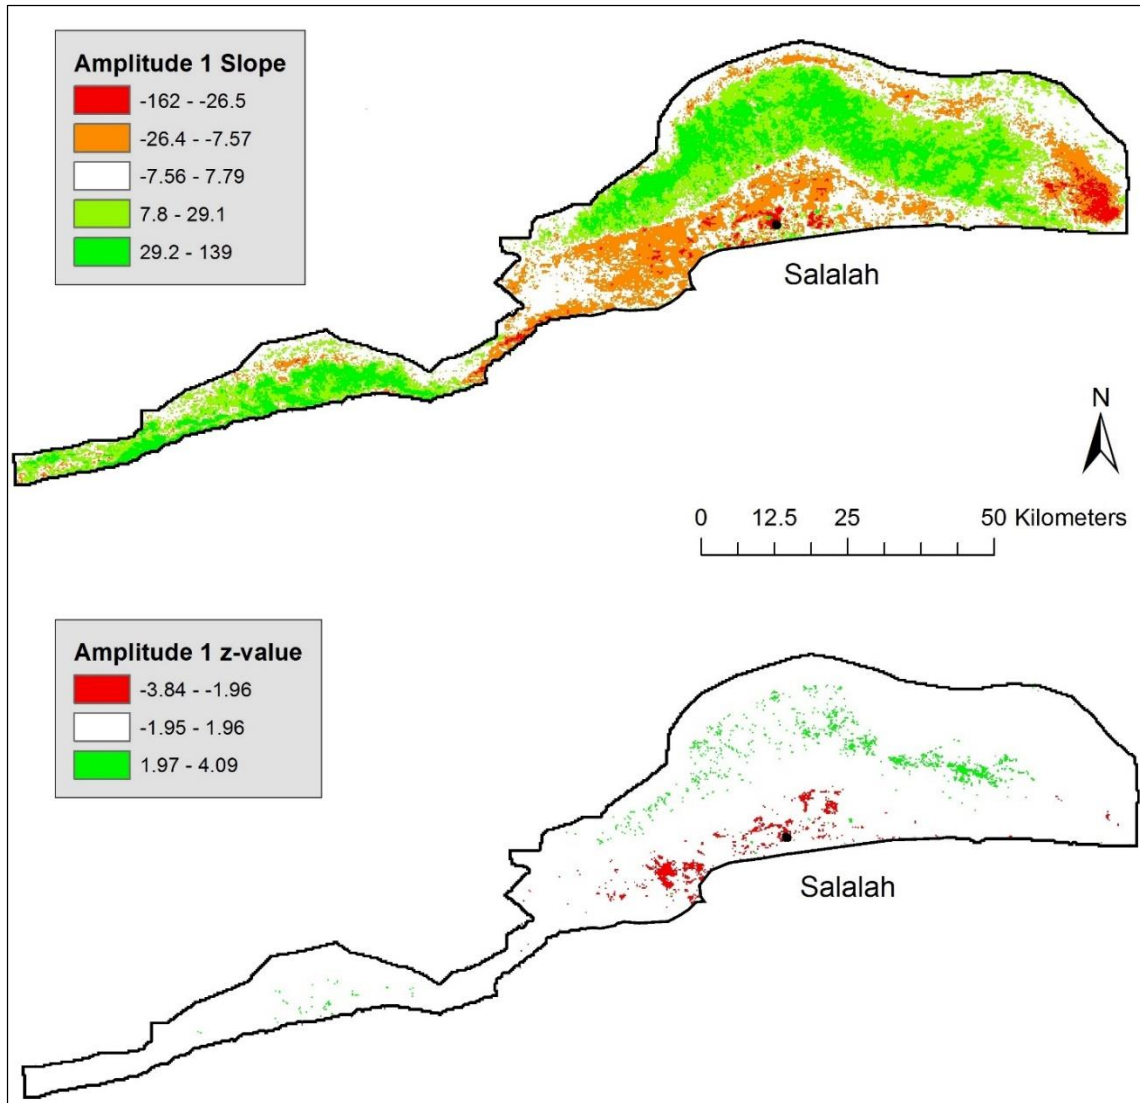 Amplitude 1 Slope
-162 - -26.5
-26.4 - -7.57
-7.56 - 7.79
7.8 - 29.1
29.2 - 139
Salalah
N
0 12.5 25 50 Kilometers
Amplitude 1 z-value
-3.84 - -1.96
-1.95 - 1.96
1.97 - 4.09
Salalah